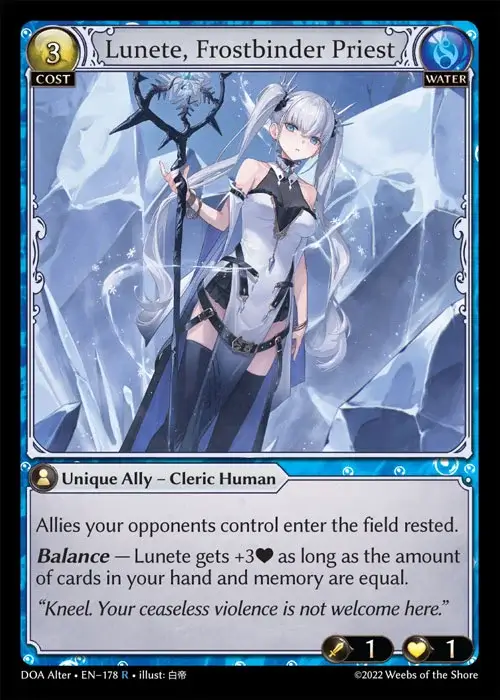 3
COST
Lunete, Frostbinder Priest
WATER
Unique Ally – Cleric Human
Allies your opponents control enter the field rested.
Balance — Lunete gets +3♥ as long as the amount
of cards in your hand and memory are equal.
“Kneel. Your ceaseless violence is not welcome here.”
1
1
DOA Alter • EN–178 R • illust: 白帝
©2022 Weebs of the Shore